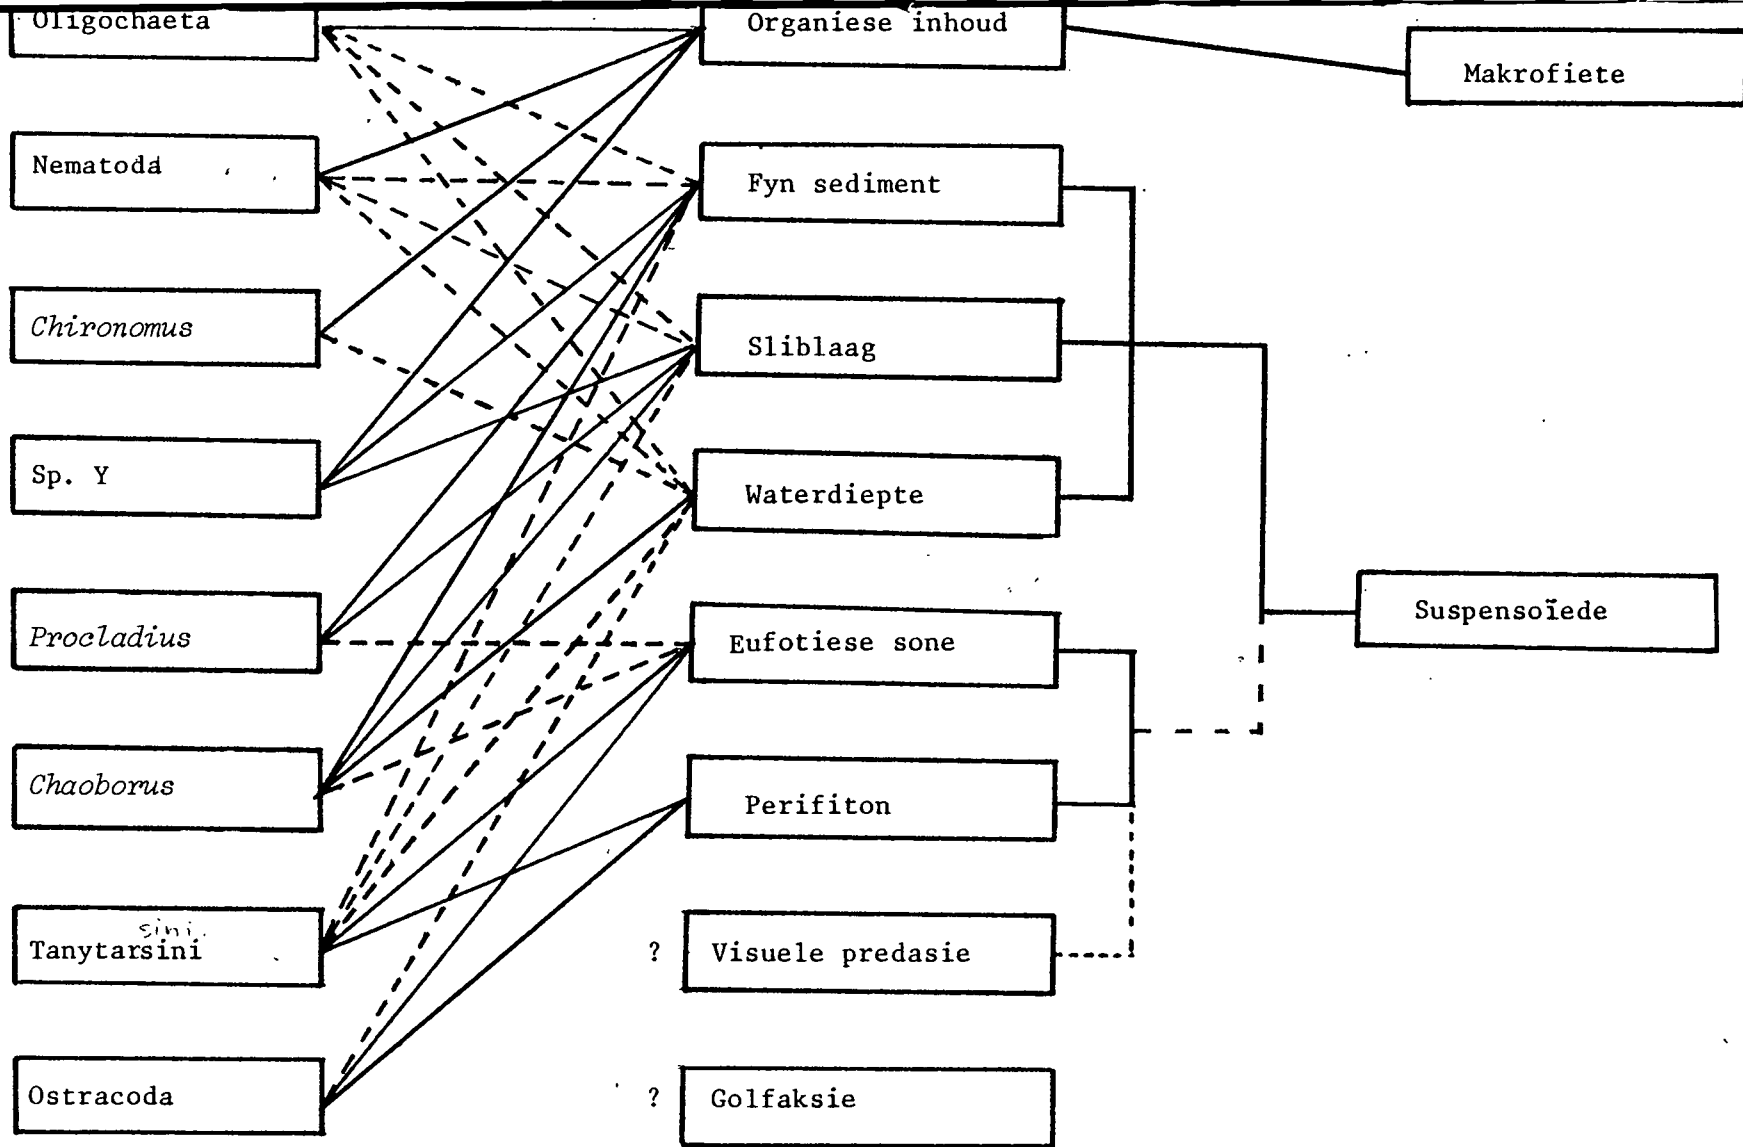 Oligochaeta
Organiese inhoud
Makrofiete
Nematoda
Fyn sediment
Chironomus
Sliblaag
Sp. Y
Waterdiepte
Procladius
Eufotiese sone
Suspensoïede
Chaoborus
Perifiton
sini.
Tanytarsini
? Visuele predasie
Ostracoda
? Golfaksie